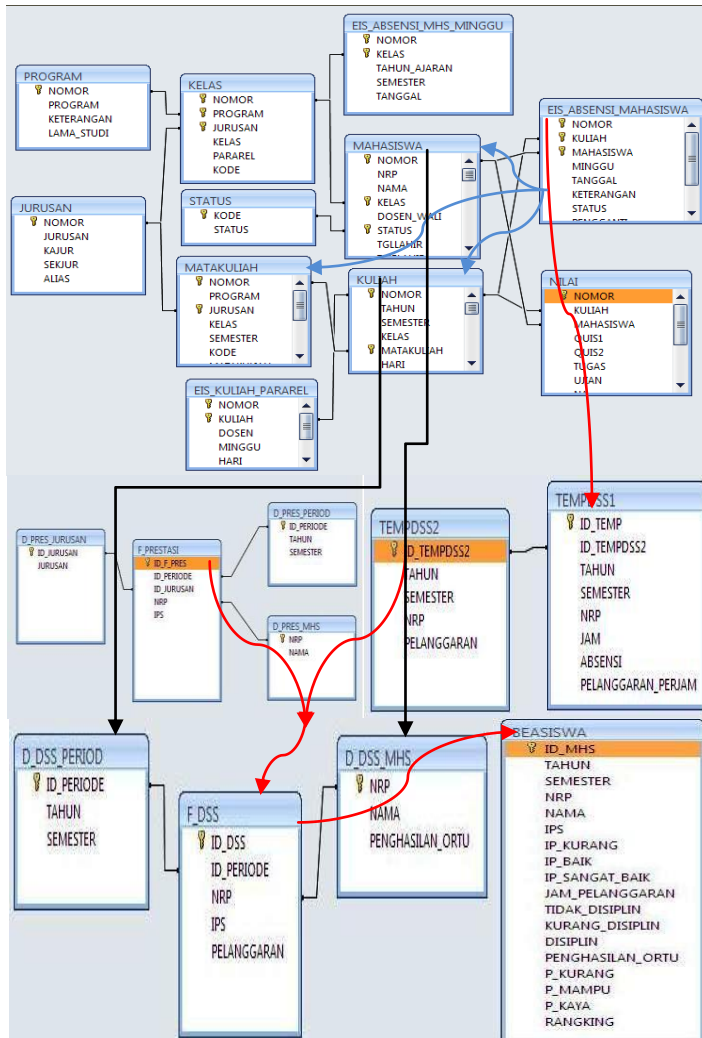 EIS_ABSENSI_MHS_MINGGU
NOMOR
KELAS
TAHUN_AJARAN
SEMESTER
TANGGAL
PROGRAM
NOMOR
PROGRAM
KETERANGAN
LAMA_STUDI
KELAS
NOMOR
PROGRAM
JURUSAN
KELAS
PARAREL
KODE
EIS_ABSENSI_MAHASISWA
NOMOR
KULIAH
MAHASISWA
MINGGU
TANGGAL
KETERANGAN
STATUS
MAHASISWA
NOMOR
NRP
NAMA
KELAS
DOSEN_WALI
STATUS
TGLLAHIR
STATUS
KODE
STATUS
JURUSAN
NOMOR
JURUSAN
KAJUR
SEKJUR
ALIAS
MATAKULIAH
NOMOR
PROGRAM
JURUSAN
KELAS
SEMESTER
KODE
KULIAH
NOMOR
TAHUN
SEMESTER
KELAS
MATAKULIAH
HARI
NILAI
NOMOR
KULIAH
MAHASISWA
QUIS1
QUIS2
TUGAS
UJIAN
EIS_KULIAH_PARAREL
NOMOR
KULIAH
DOSEN
MINGGU
HARI
D_PRES_JURUSAN
ID_JURUSAN
JURUSAN
F_PRESTASI
ID_F_PRES
ID_PERIODE
ID_JURUSAN
NRP
IPS
D_PRES_PERIOD
ID_PERIODE
TAHUN
SEMESTER
D_PRES_MHS
NRP
NAMA
TEMPDSS2
ID_TEMPDSS2
TAHUN
SEMESTER
NRP
PELANGGARAN
TEMPDSS1
ID_TEMP
ID_TEMPDSS2
TAHUN
SEMESTER
NRP
JAM
ABSENSI
PELANGGARAN_PERJAM
D_DSS_PERIOD
ID_PERIODE
TAHUN
SEMESTER
F_DSS
ID_DSS
ID_PERIODE
NRP
IPS
PELANGGARAN
D_DSS_MHS
NRP
NAMA
PENGHASILAN_ORTU
BEASISWA
ID_MHS
TAHUN
SEMESTER
NRP
NAMA
IPS
IP_KURANG
IP_BAIK
IP_SANGAT_BAIK
JAM_PELANGGARAN
TIDAK_DISIPLIN
KURANG_DISIPLIN
DISIPLIN
PENGHASILAN_ORTU
P_KURANG
P_MAMPU
P_KAYA
RANGKING